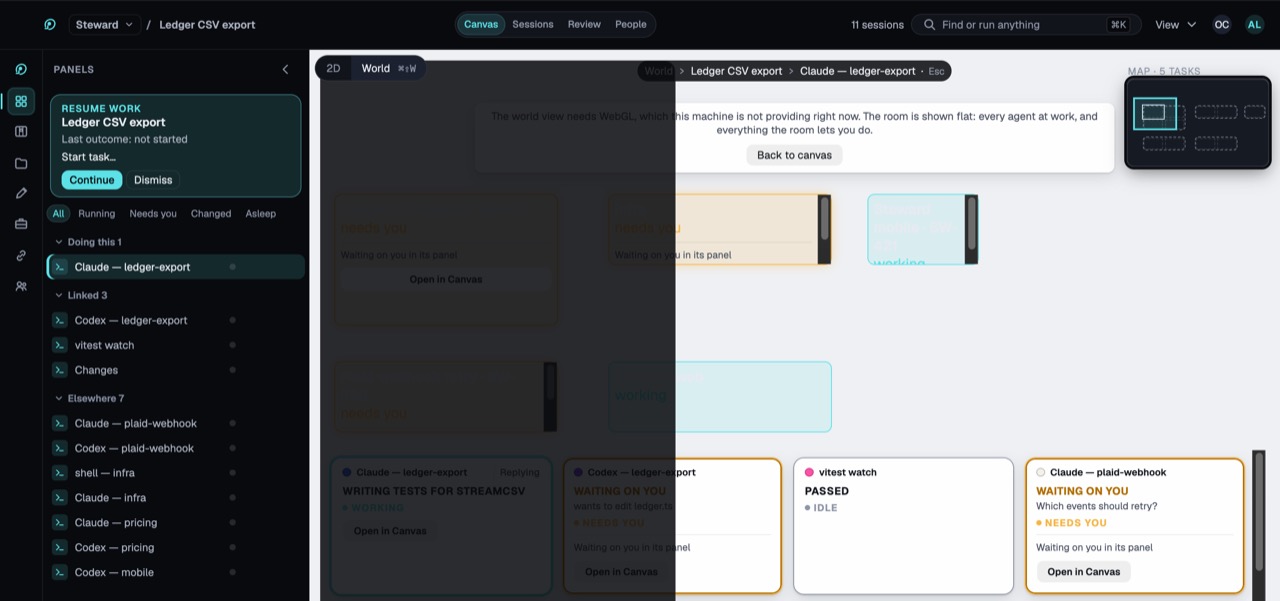 Steward / Ledger CSV export
Canvas Sessions Review People
11 sessions
Find or run anything ⌘K
View
OC
AL
PANELS
RESUME WORK
Ledger CSV export
Last outcome: not started
Start task…
Continue Dismiss
All Running Needs you Changed Asleep
Doing this 1
Claude — ledger-export
Linked 3
Codex — ledger-export
vitest watch
Changes
Elsewhere 7
Claude — plaid-webhook
Codex — plaid-webhook
shell — infra
Claude — infra
Claude — pricing
Codex — pricing
Codex — mobile
2D World ⌘⇧W
World › Ledger CSV export › Claude — ledger-export · Esc
MAP · 5 TASKS
The world view needs WebGL, which this machine is not providing right now. The room is shown flat: every agent at work, and
everything the room lets you do.
Back to canvas
needs you
Waiting on you in its panel
Open in Canvas
needs you
Waiting on you in its panel
working
needs you
working
Claude — ledger-export Replying
WRITING TESTS FOR STREAMCSV
WORKING
Open in Canvas
Codex — ledger-export
WAITING ON YOU
wants to edit ledger.ts
NEEDS YOU
Waiting on you in its panel
Open in Canvas
vitest watch
PASSED
IDLE
Claude — plaid-webhook
WAITING ON YOU
Which events should retry?
NEEDS YOU
Waiting on you in its panel
Open in Canvas